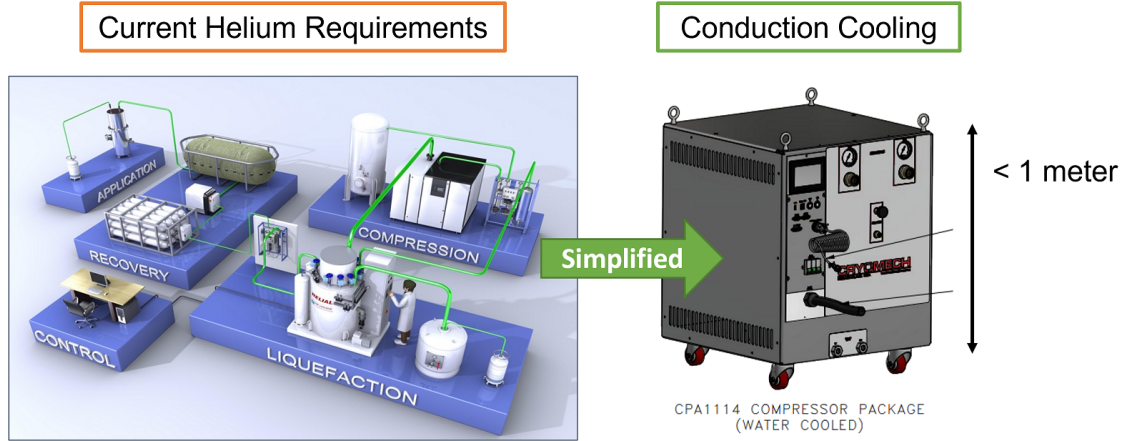 Current Helium Requirements
Conduction Cooling
APPLICATION
RECOVERY
CONTROL
COMPRESSION
LIQUEFACTION
HELIAL
Simplified
CRYOMECH
< 1 meter
CPA1114 COMPRESSOR PACKAGE
(WATER COOLED)